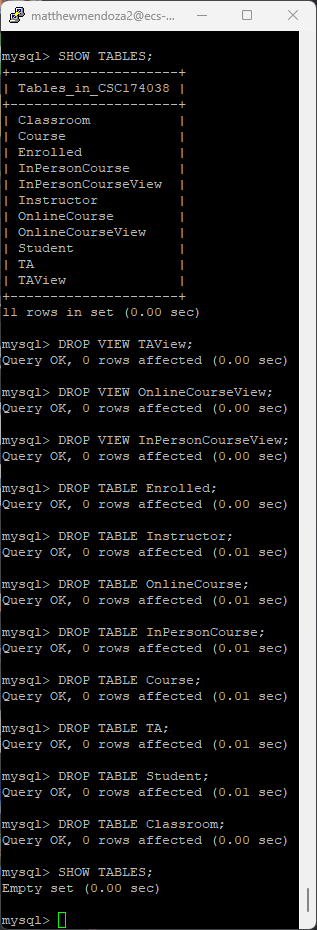 matthewmendoza2@ecs-...
mysql> SHOW TABLES;
+----------------------+
| Tables_in_CSC174038 |
+----------------------+
| Classroom |
| Course |
| Enrolled |
| InPersonCourse |
| InPersonCourseView |
| Instructor |
| OnlineCourse |
| OnlineCourseView |
| Student |
| TA |
| TAView |
+----------------------+
11 rows in set (0.00 sec)
mysql> DROP VIEW TAView;
Query OK, 0 rows affected (0.00 sec)
mysql> DROP VIEW OnlineCourseView;
Query OK, 0 rows affected (0.00 sec)
mysql> DROP VIEW InPersonCourseView;
Query OK, 0 rows affected (0.00 sec)
mysql> DROP TABLE Enrolled;
Query OK, 0 rows affected (0.00 sec)
mysql> DROP TABLE Instructor;
Query OK, 0 rows affected (0.01 sec)
mysql> DROP TABLE OnlineCourse;
Query OK, 0 rows affected (0.01 sec)
mysql> DROP TABLE InPersonCourse;
Query OK, 0 rows affected (0.01 sec)
mysql> DROP TABLE Course;
Query OK, 0 rows affected (0.01 sec)
mysql> DROP TABLE TA;
Query OK, 0 rows affected (0.01 sec)
mysql> DROP TABLE Student;
Query OK, 0 rows affected (0.01 sec)
mysql> DROP TABLE Classroom;
Query OK, 0 rows affected (0.00 sec)
mysql> SHOW TABLES;
Empty set (0.00 sec)
mysql>